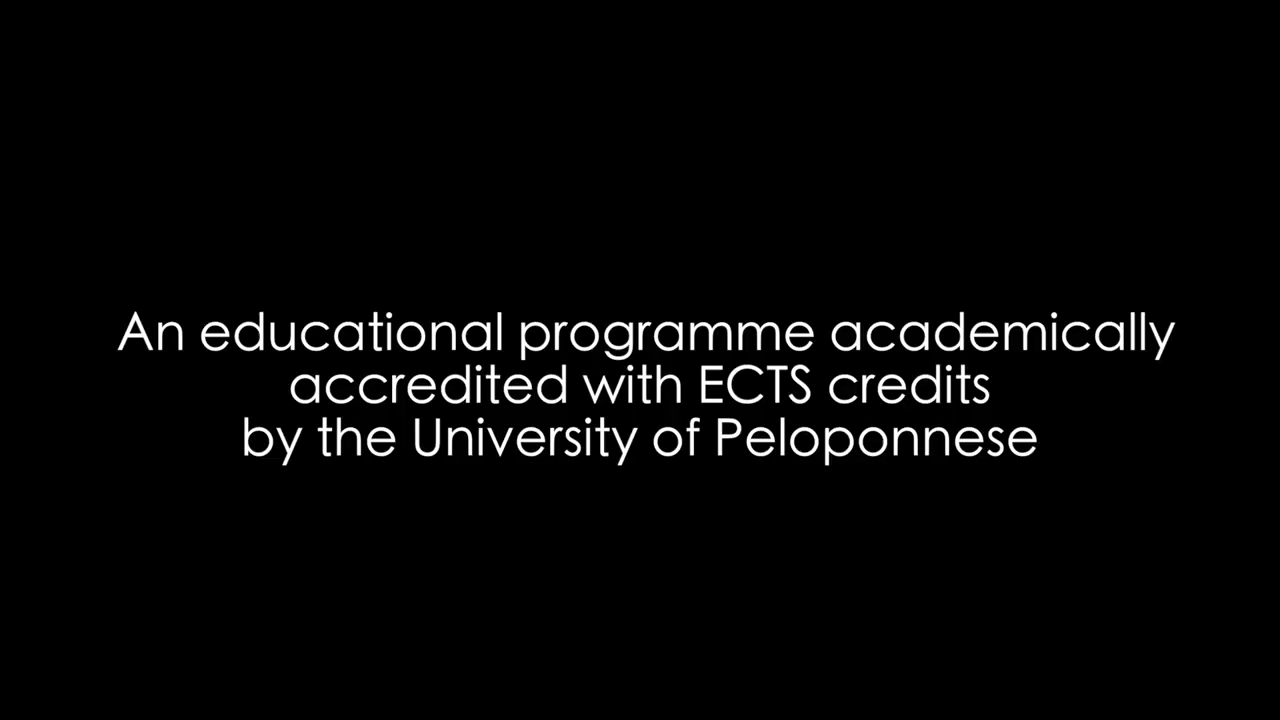 An educational programme academically
accredited with ECTS credits
by the University of Peloponnese